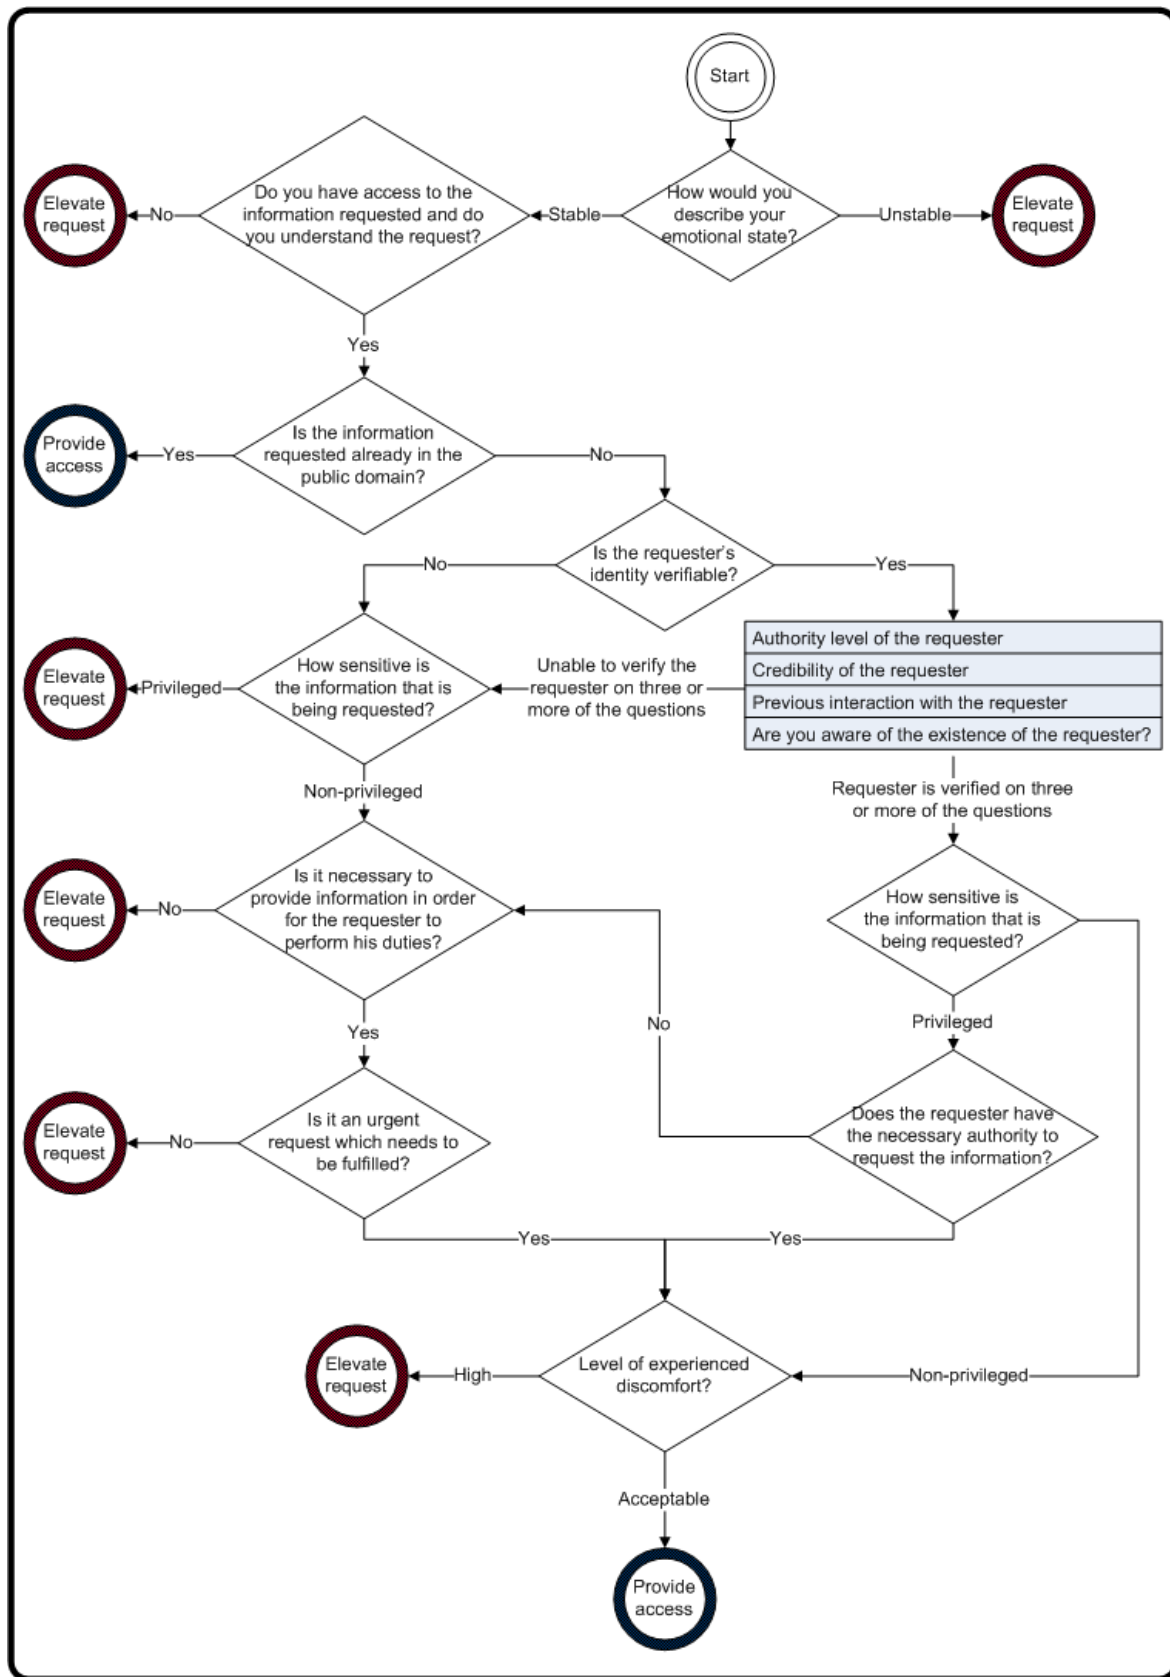 Start
How would you
describe your
emotional state?
Unstable
Elevate
request
Stable
Do you have access to the
information requested and do
you understand the request?
No
Elevate
request
Yes
Is the information
requested already in the
public domain?
Yes
Provide
access
No
Is the requester's
identity verifiable?
No
Yes
Authority level of the requester
Credibility of the requester
Previous interaction with the requester
Are you aware of the existence of the requester?
Unable to verify the
requester on three or
more of the questions
How sensitive is
the information that is
being requested?
Privileged
Elevate
request
Non-privileged
Requester is verified on three
or more of the questions
How sensitive is
the information that is
being requested?
Is it necessary to
provide information in order
for the requester to
perform his duties?
No
Elevate
request
Yes
Privileged
No
Does the requester have
the necessary authority to
request the information?
Is it an urgent
request which needs to
be fulfilled?
No
Elevate
request
Yes
Yes
Non-privileged
Level of experienced
discomfort?
High
Elevate
request
Acceptable
Provide
access